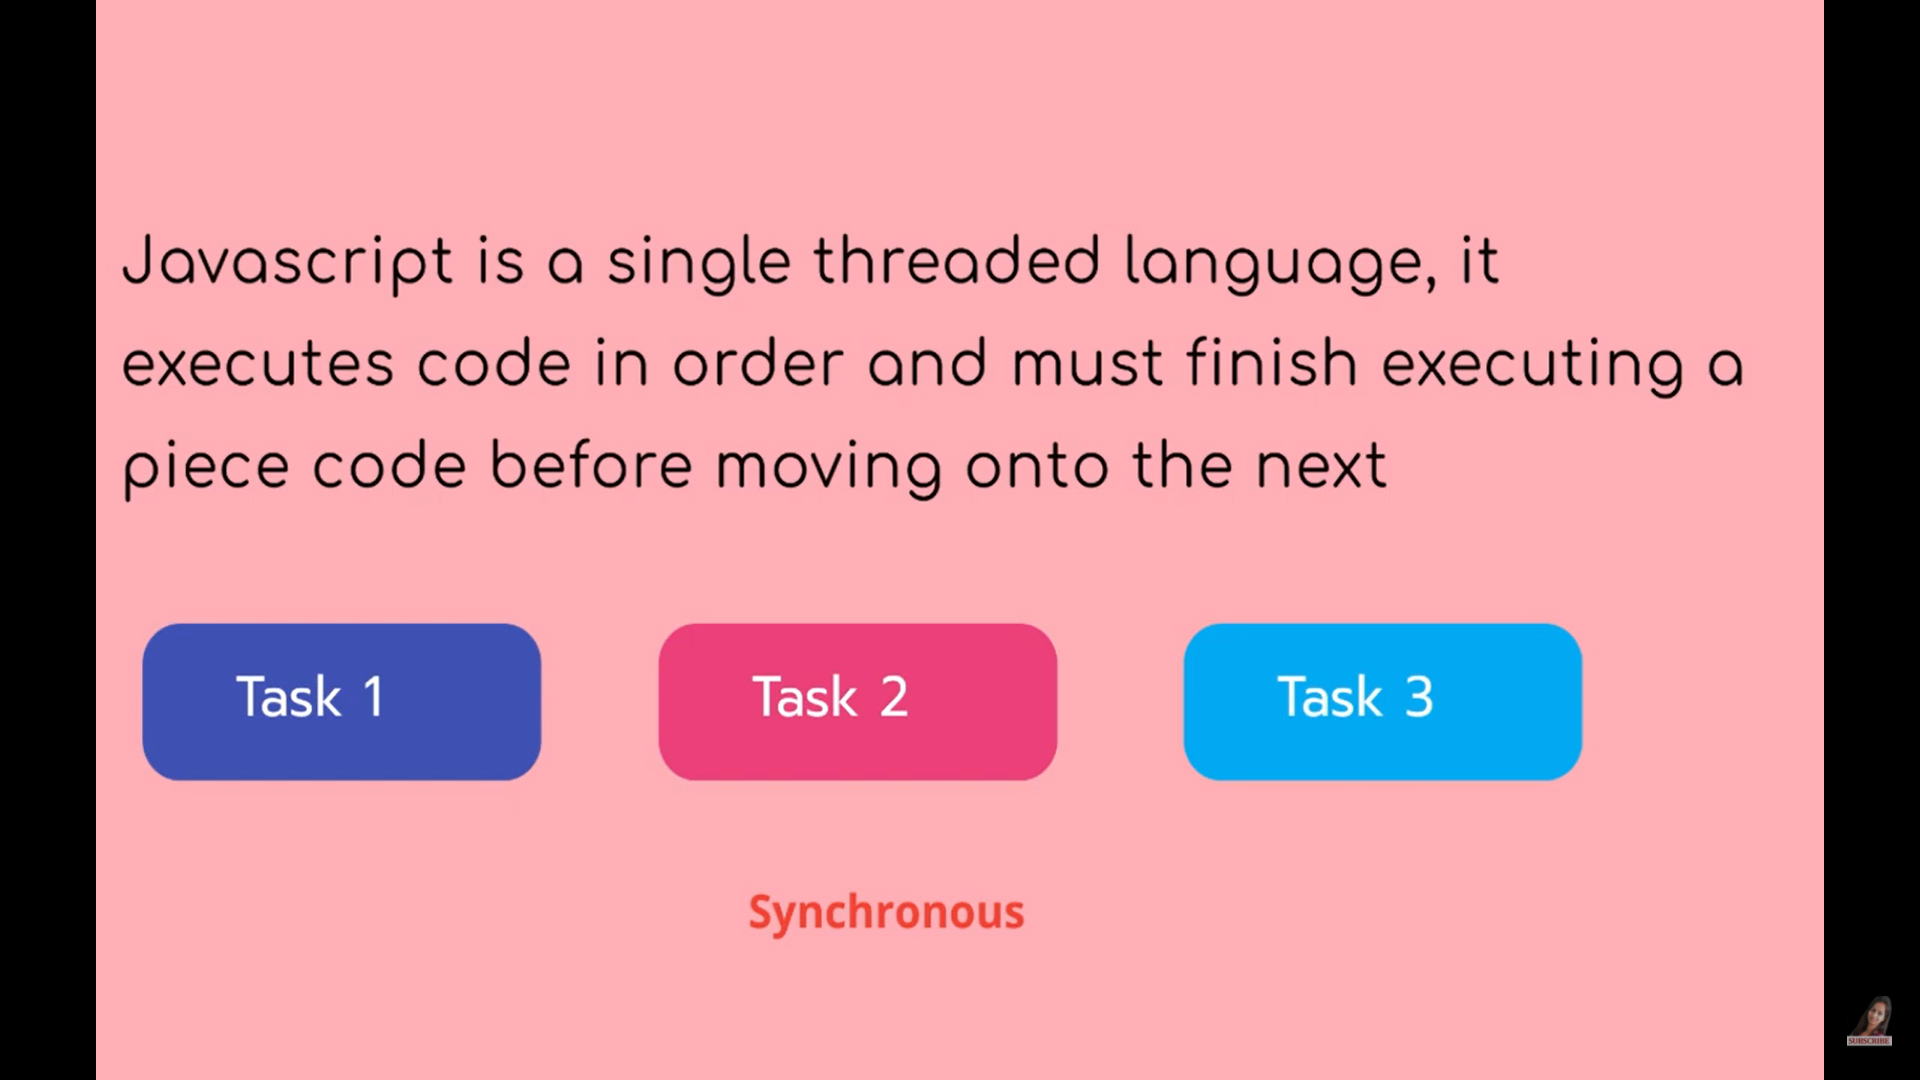 Javascript is a single threaded language, it
executes code in order and must finish executing a
piece code before moving onto the next
Task 1
Task 2
Task 3
Synchronous
SUBSCRIBE